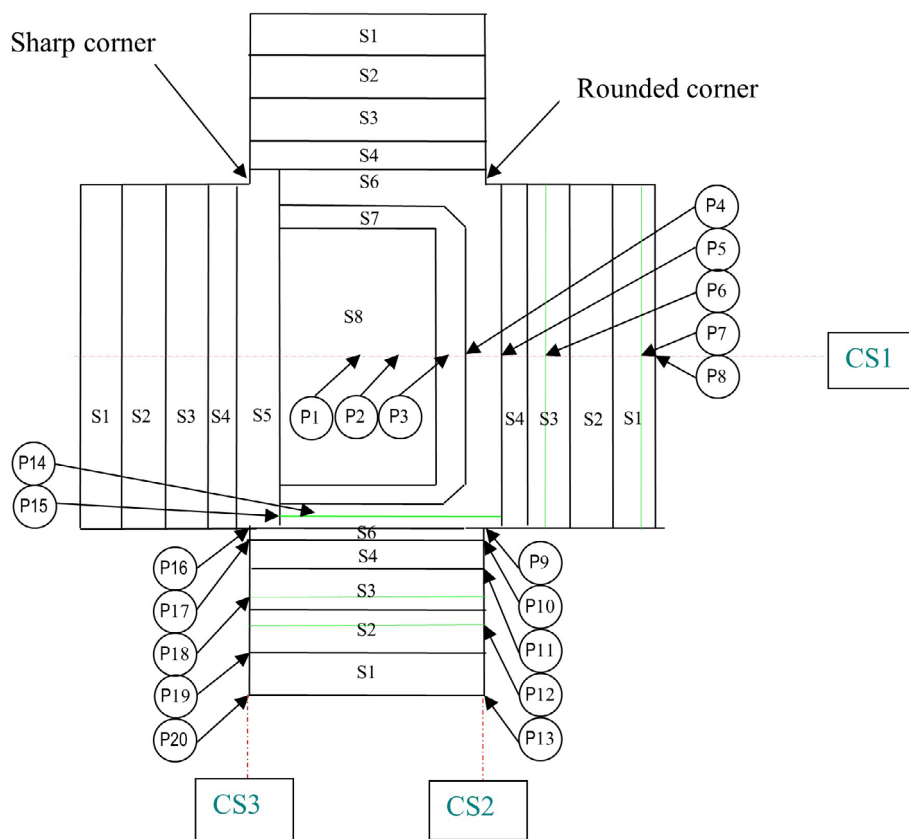 S1
Sharp corner
S2
Rounded corner
S3
S4
S6
P4
S7
P5
P6
S8
P7
CS1
P8
S1
S2
S3
S4
S5
P1
P2
P3
S4
S3
S2
S1
P14
P15
S6
P16
P9
S4
P17
P10
S3
P18
P11
S2
P19
P12
S1
P20
P13
CS3
CS2